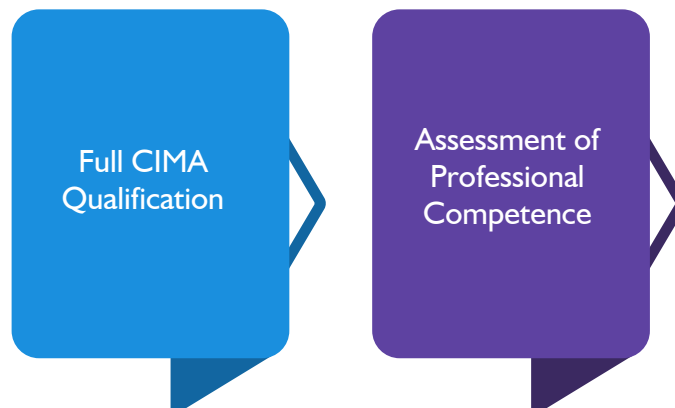 Full CIMA
Qualification
Assessment of
Professional
Competence